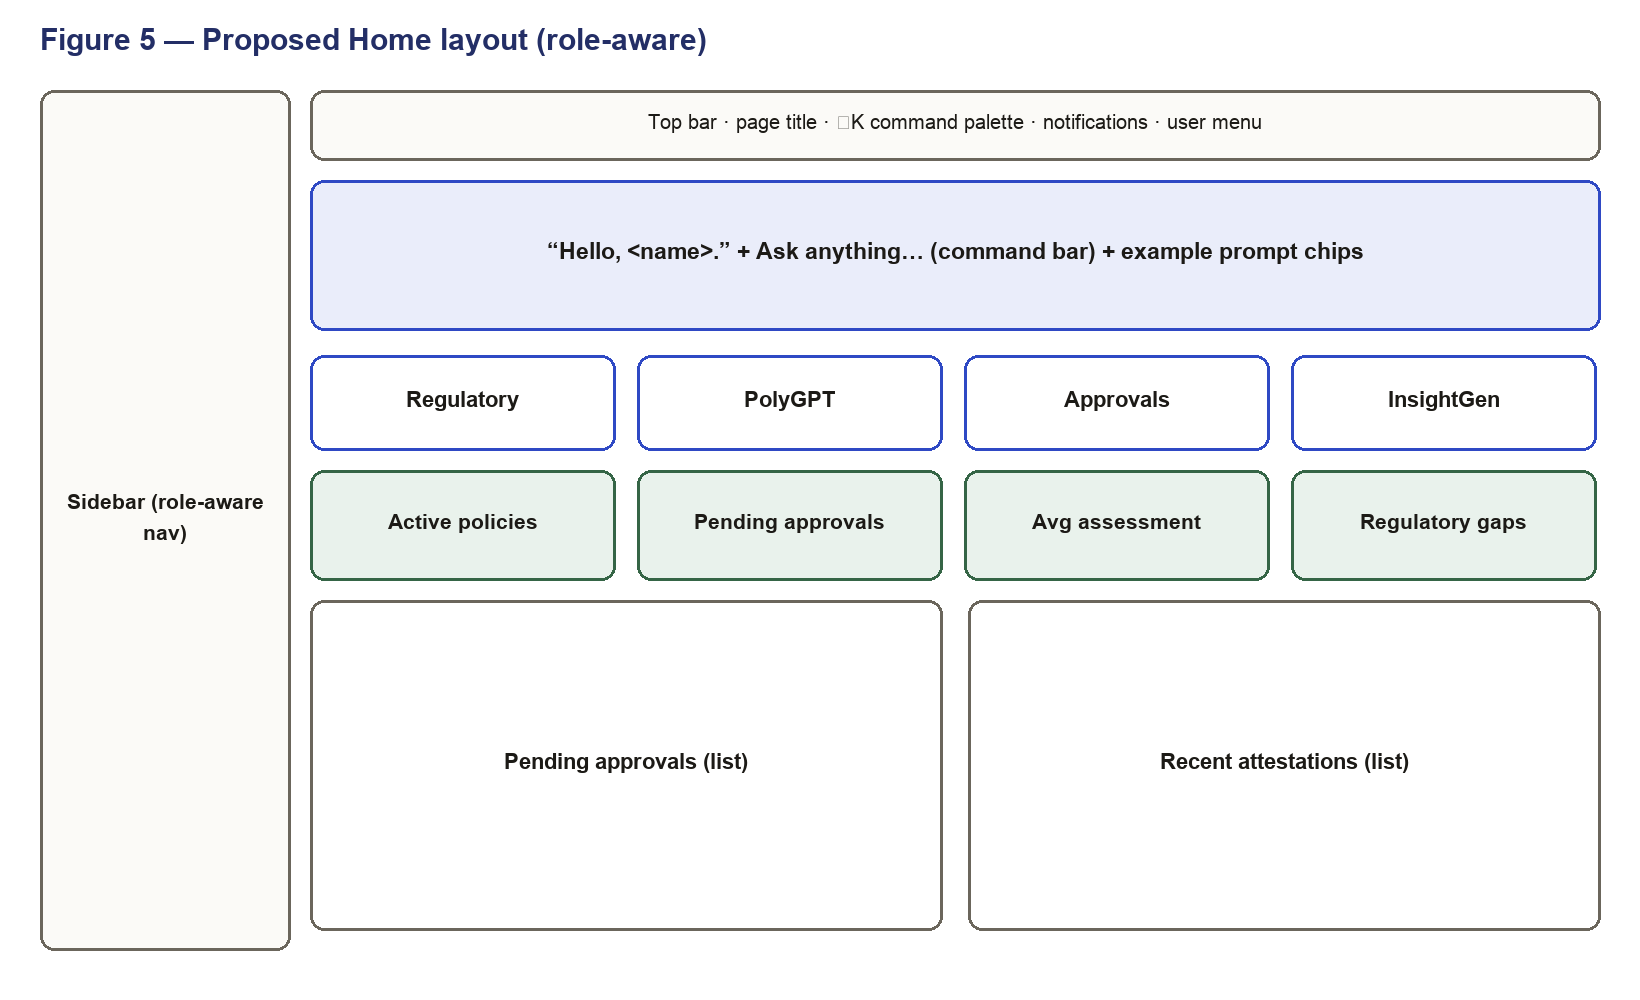 Figure 5 — Proposed Home layout (role-aware)
Top bar · page title · □K command palette · notifications · user menu
“Hello, <name>.” + Ask anything… (command bar) + example prompt chips
Regulatory
PolyGPT
Approvals
InsightGen
Sidebar (role-aware
nav)
Active policies
Pending approvals
Avg assessment
Regulatory gaps
Pending approvals (list)
Recent attestations (list)